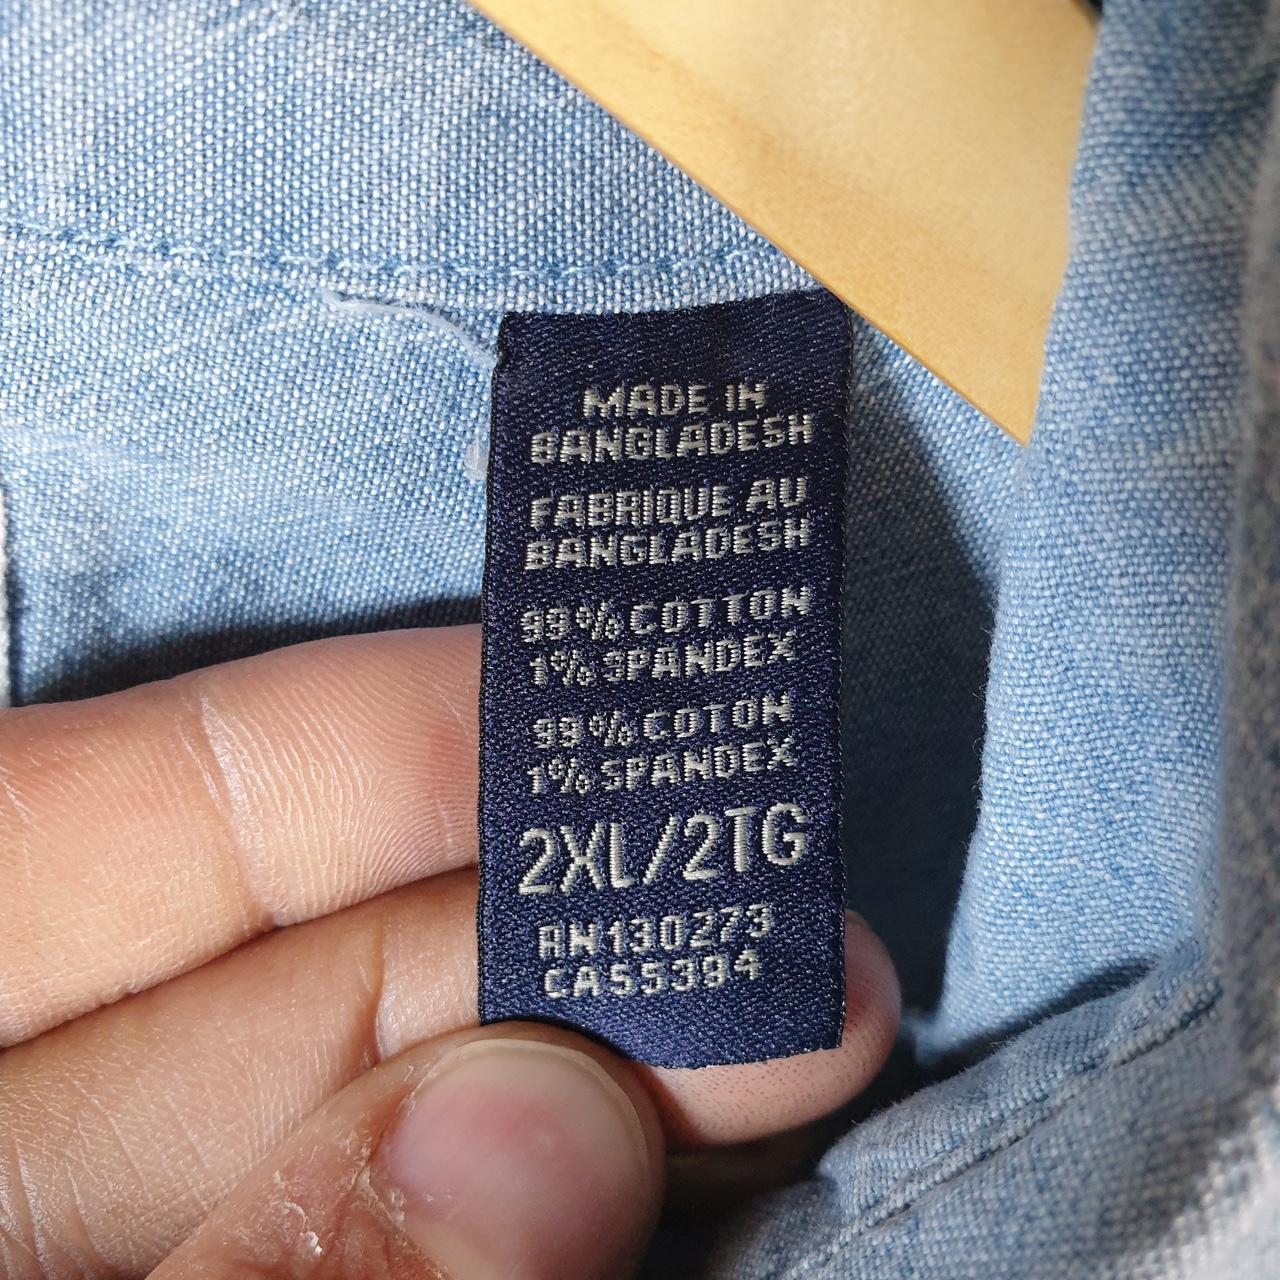 MADE IN
BANGLADESH
FABRIQUE AU
BANGLADESH
99% COTTON
1% SPANDEX
99% COTON
1% SPANDEX
2XL/2TG
RN130273
CA55394